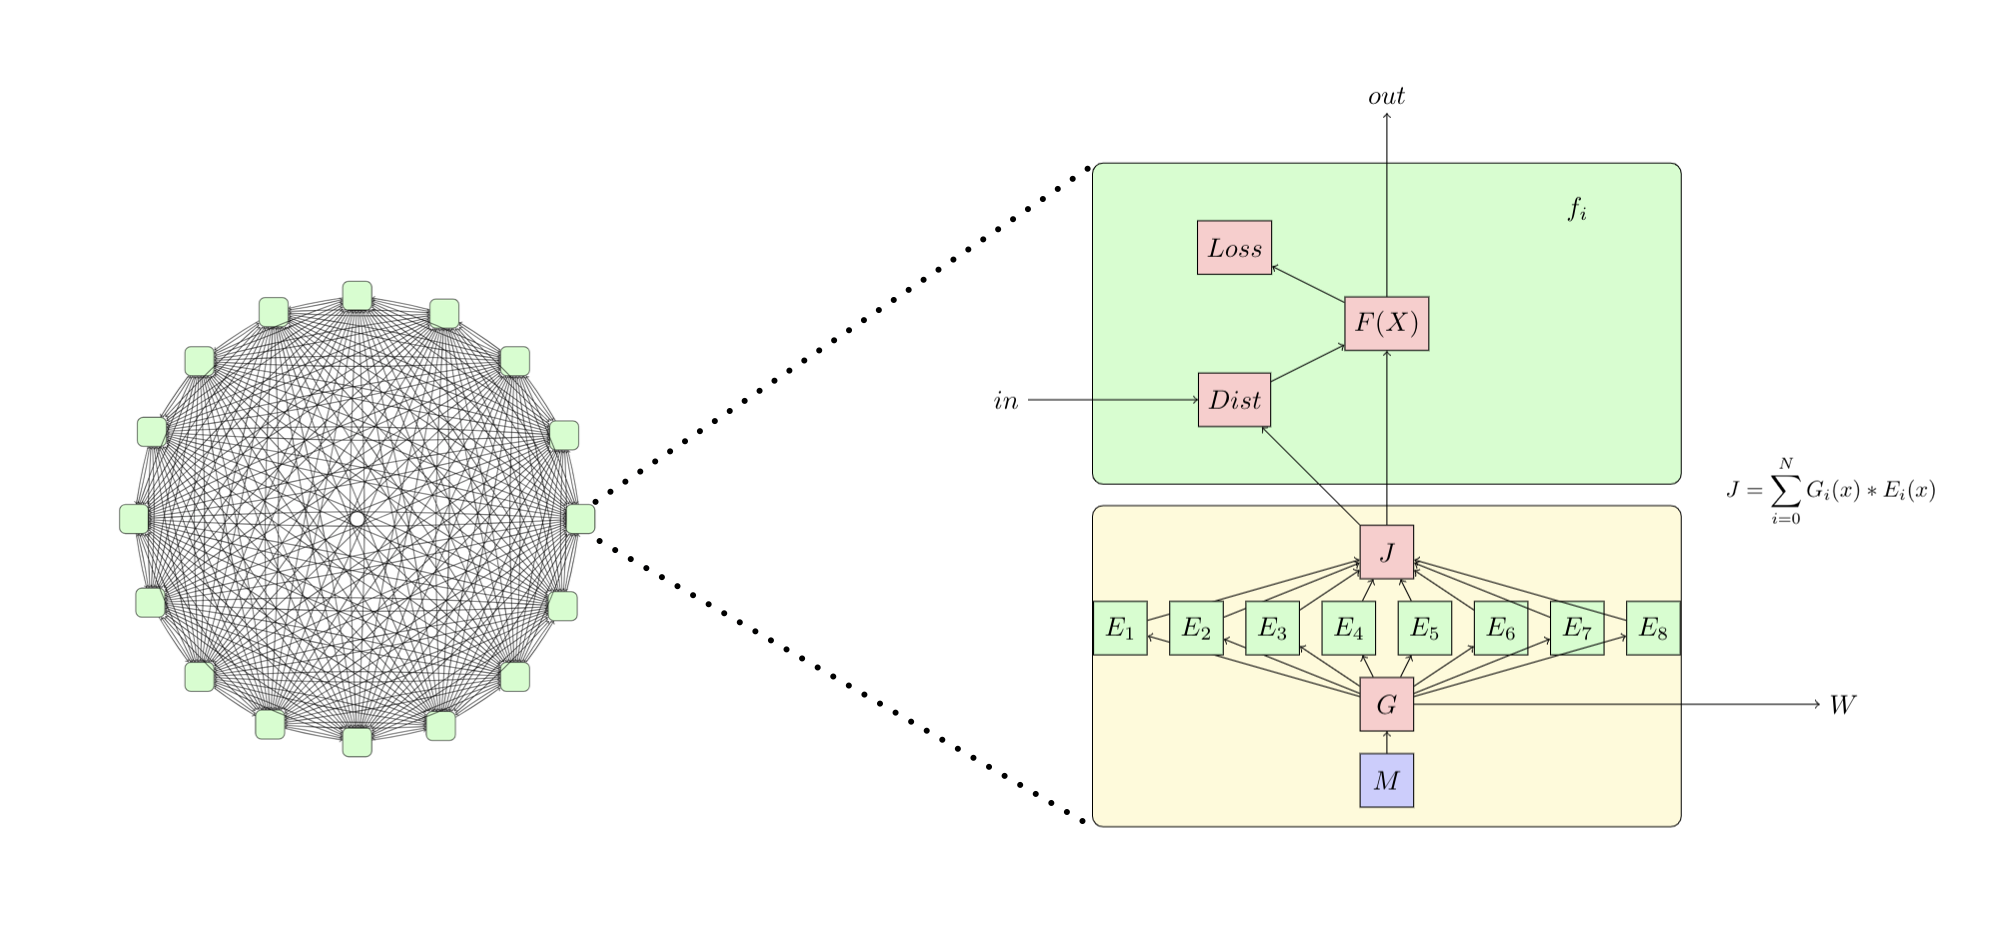 out
f_i
Loss
F(X)
in
Dist
J = \sum_{i=0}^{N} G_i(x) * E_i(x)
J
E_1 E_2 E_3 E_4 E_5 E_6 E_7 E_8
G
W
M